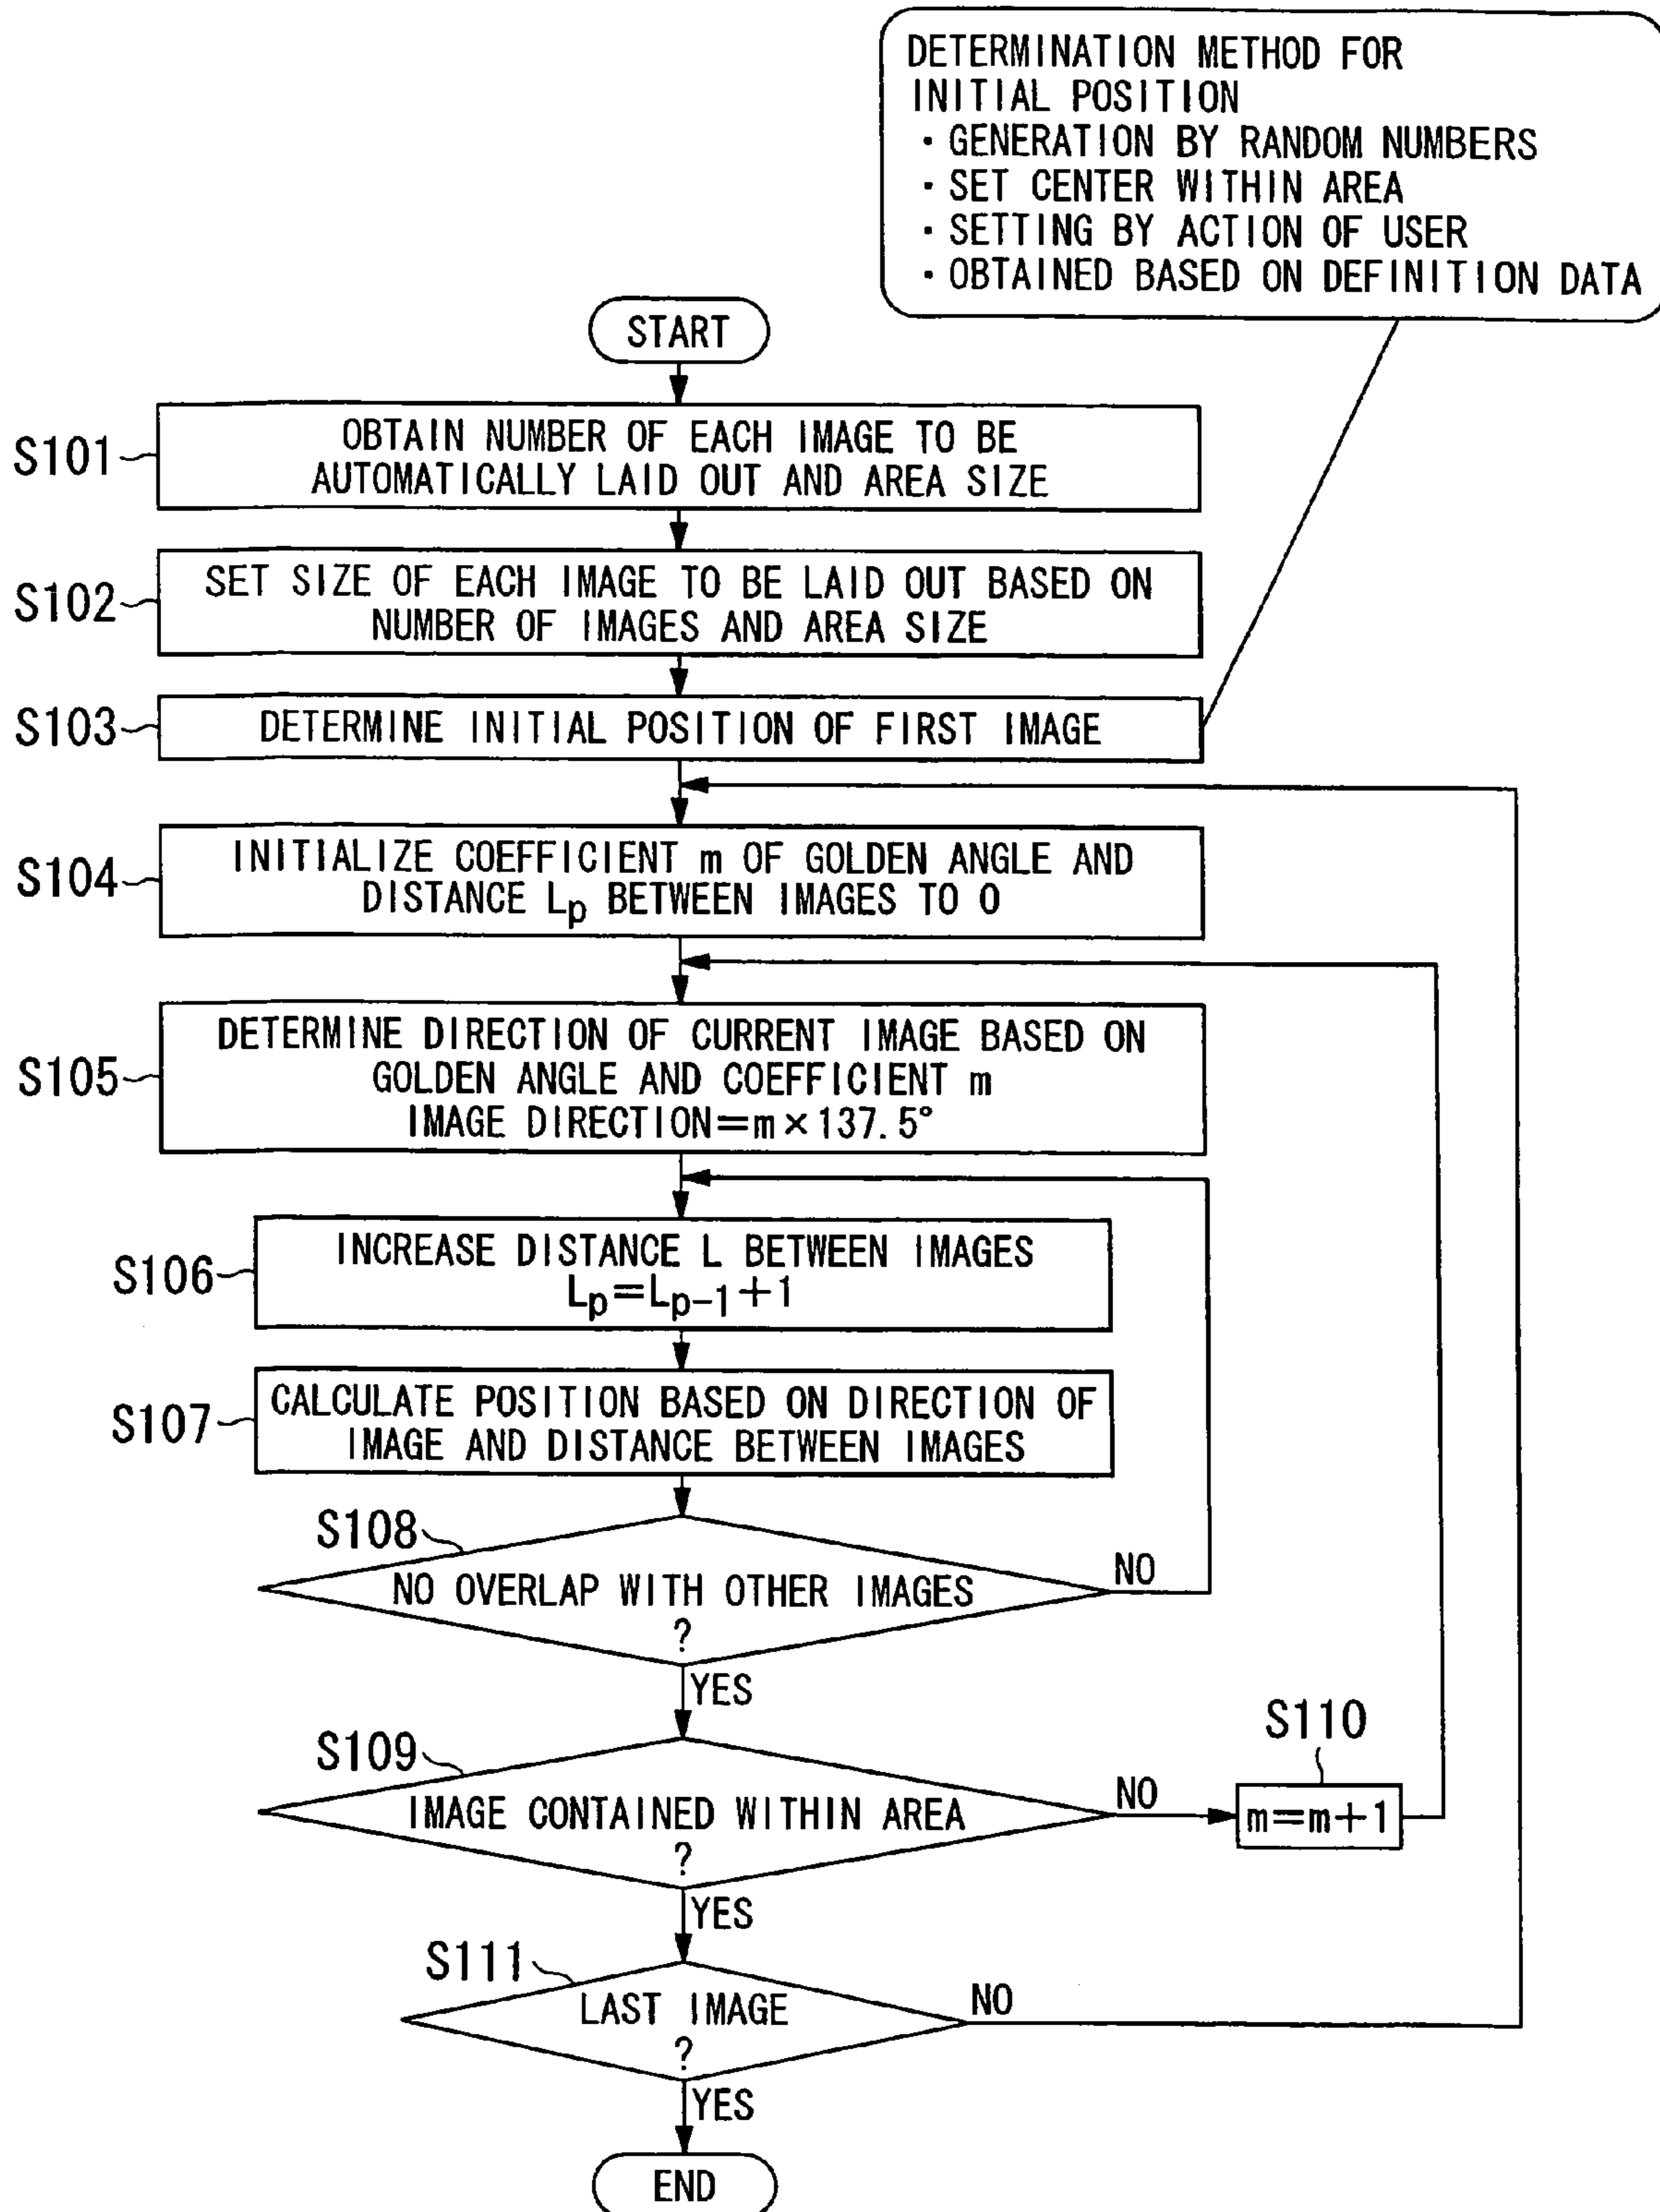 DETERMINATION METHOD FOR
INITIAL POSITION
・GENERATION BY RANDOM NUMBERS
・SET CENTER WITHIN AREA
・SETTING BY ACTION OF USER
・OBTAINED BASED ON DEFINITION DATA
START
S101
OBTAIN NUMBER OF EACH IMAGE TO BE
AUTOMATICALLY LAID OUT AND AREA SIZE
S102
SET SIZE OF EACH IMAGE TO BE LAID OUT BASED ON
NUMBER OF IMAGES AND AREA SIZE
S103
DETERMINE INITIAL POSITION OF FIRST IMAGE
S104
INITIALIZE COEFFICIENT m OF GOLDEN ANGLE AND
DISTANCE Lp BETWEEN IMAGES TO 0
S105
DETERMINE DIRECTION OF CURRENT IMAGE BASED ON
GOLDEN ANGLE AND COEFFICIENT m
IMAGE DIRECTION=m×137.5°
S106
INCREASE DISTANCE L BETWEEN IMAGES
Lp=Lp-1+1
S107
CALCULATE POSITION BASED ON DIRECTION OF
IMAGE AND DISTANCE BETWEEN IMAGES
S108
NO OVERLAP WITH OTHER IMAGES
?
NO
YES
S109
IMAGE CONTAINED WITHIN AREA
?
NO
S110
m=m+1
YES
S111
LAST IMAGE
?
NO
YES
END